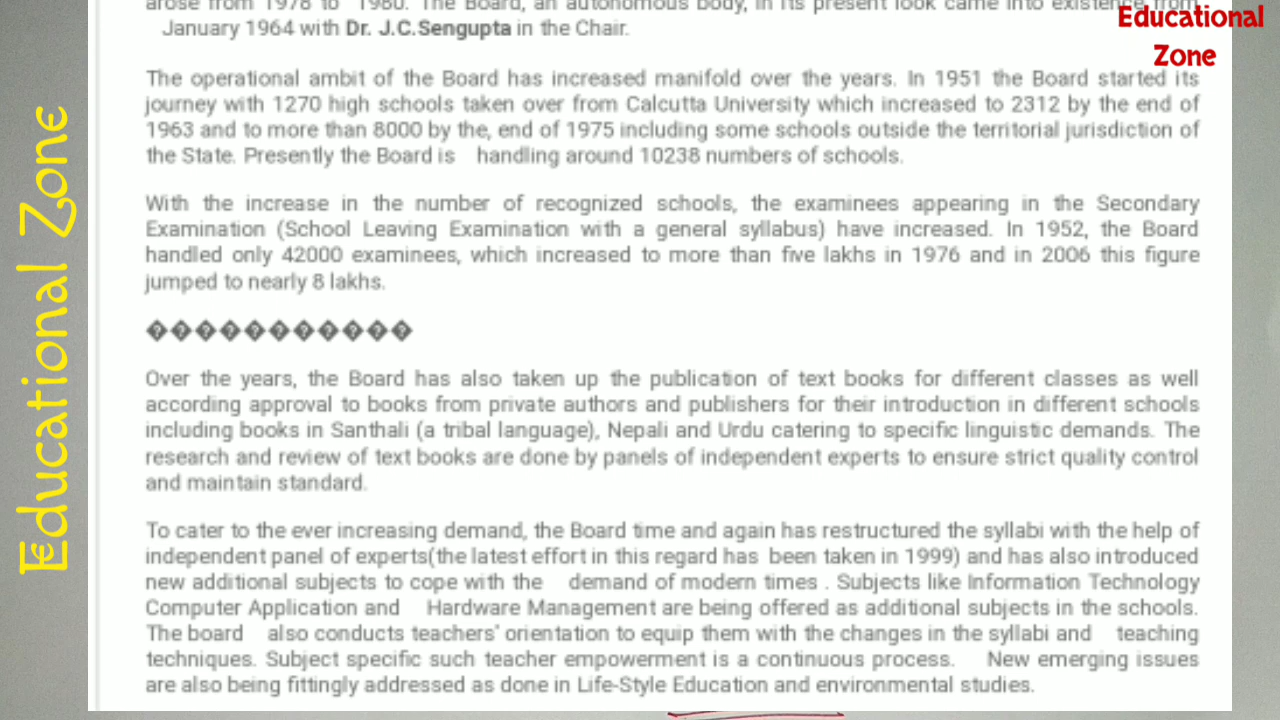 arose from 1978 to 1980. The Board, an autonomous body, in its present look came into existence from
January 1964 with Dr. J.C.Sengupta in the Chair.
The operational ambit of the Board has increased manifold over the years. In 1951 the Board started its
journey with 1270 high schools taken over from Calcutta University which increased to 2312 by the end of
1963 and to more than 8000 by the, end of 1975 including some schools outside the territorial jurisdiction of
the State. Presently the Board is handling around 10238 numbers of schools.
With the increase in the number of recognized schools, the examinees appearing in the Secondary
Examination (School Leaving Examination with a general syllabus) have increased. In 1952, the Board
handled only 42000 examinees, which increased to more than five lakhs in 1976 and in 2006 this figure
jumped to nearly 8 lakhs.
�����������
Over the years, the Board has also taken up the publication of text books for different classes as well
according approval to books from private authors and publishers for their introduction in different schools
including books in Santhali (a tribal language), Nepali and Urdu catering to specific linguistic demands. The
research and review of text books are done by panels of independent experts to ensure strict quality control
and maintain standard.
To cater to the ever increasing demand, the Board time and again has restructured the syllabi with the help of
independent panel of experts(the latest effort in this regard has been taken in 1999) and has also introduced
new additional subjects to cope with the demand of modern times . Subjects like Information Technology
Computer Application and Hardware Management are being offered as additional subjects in the schools.
The board also conducts teachers' orientation to equip them with the changes in the syllabi and teaching
techniques. Subject specific such teacher empowerment is a continuous process. New emerging issues
are also being fittingly addressed as done in Life-Style Education and environmental studies.
Educational
Zone
Educational Zone